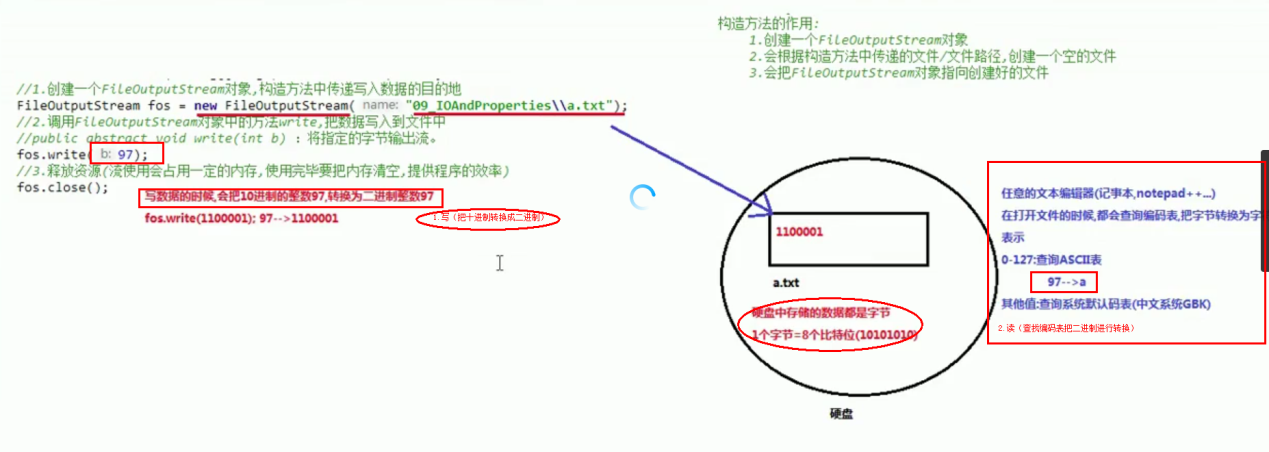 构造方法的作用:
1.创建一个FileOutputStream对象
2.会根据构造方法中传递的文件/文件路径,创建一个空的文件
3.会把FileOutputStream对象指向创建好的文件
//1.创建一个FileOutputStream对象,构造方法中传递写入数据的目的地
FileOutputStream fos = new FileOutputStream( name: "09_IOAndProperties\\a.txt");
//2.调用FileOutputStream对象中的方法write,把数据写入到文件中
//public abstract void write(int b) : 将指定的字节输出流。
fos.write( b: 97);
//3.释放资源(流使用会占用一定的内存,使用完毕要把内存清空,提供程序的效率)
fos.close();
写数据的时候,会把10进制的整数97,转换为二进制整数97
fos.write(1100001); 97-->1100001
1.写（把十进制转换成二进制）
1100001
a.txt
硬盘中存储的数据都是字节
1个字节=8个比特位(10101010)
硬盘
任意的文本编辑器(记事本,notepad++...)
在打开文件的时候,都会查询编码表,把字节转换为字
表示
0-127:查询ASCII表
97-->a
其他值:查询系统默认码表(中文系统GBK)
2.读（查找编码表把二进制进行转换）